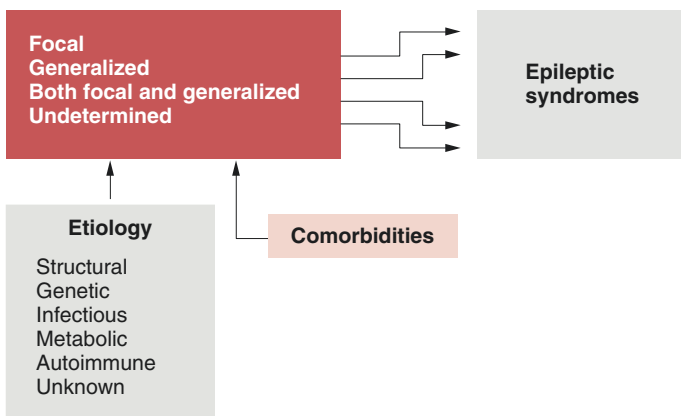 Focal
Generalized
Both focal and generalized
Undetermined
Epileptic
syndromes
Etiology
Structural
Genetic
Infectious
Metabolic
Autoimmune
Unknown
Comorbidities